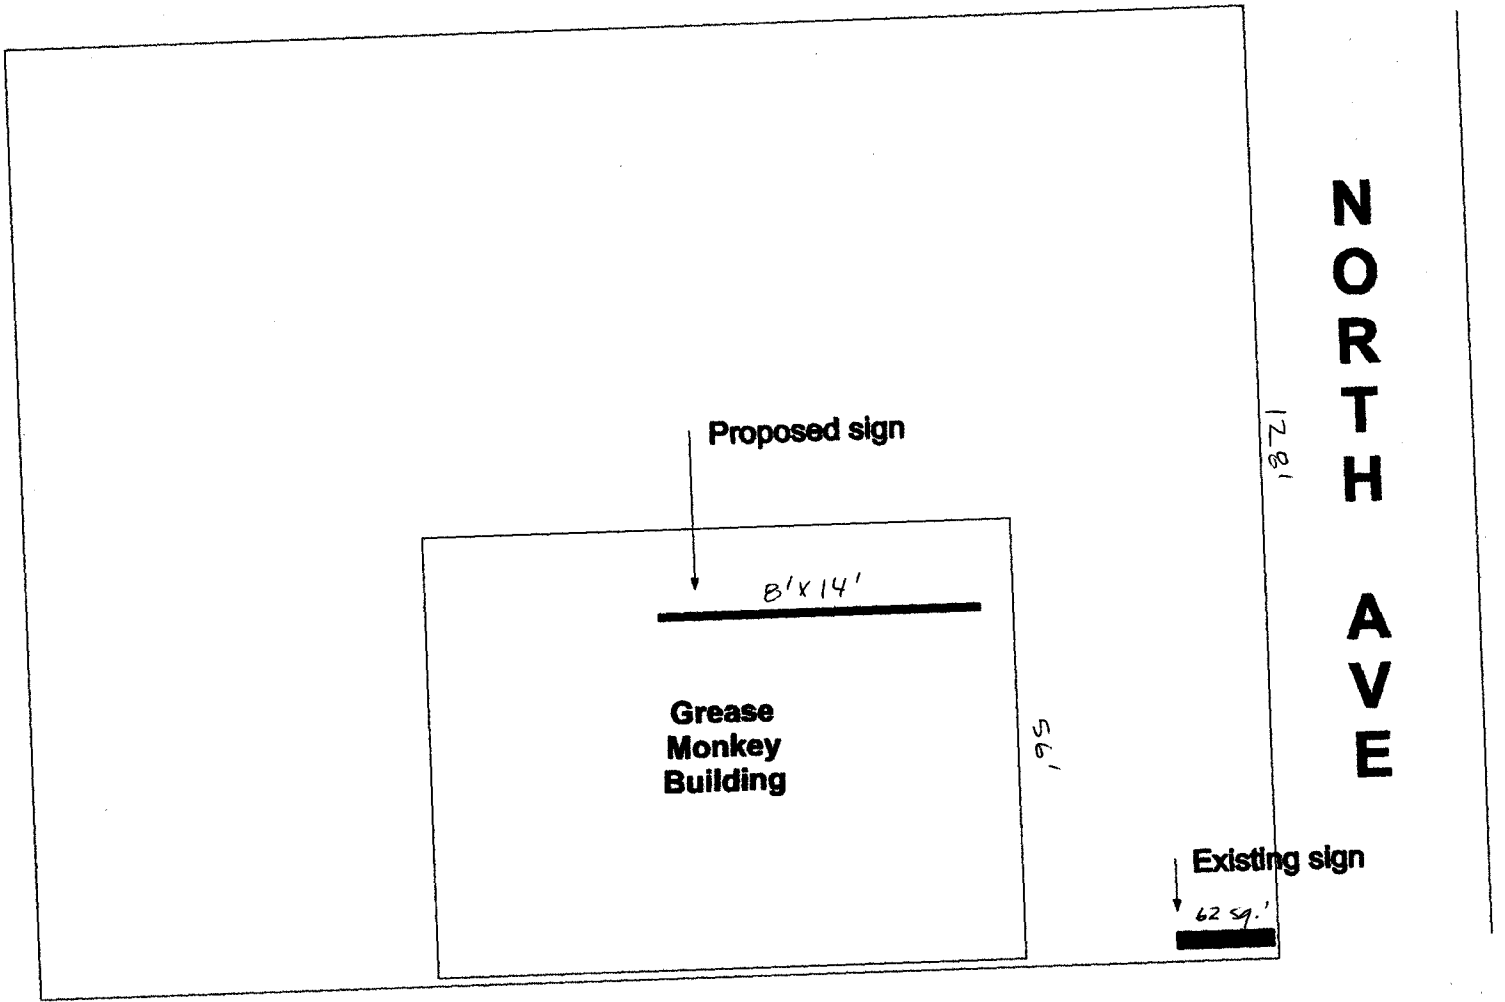 NORTH AVE
Proposed sign
128'
8'x14'
Grease
Monkey
Building
56'
Existing sign
62 sq.'